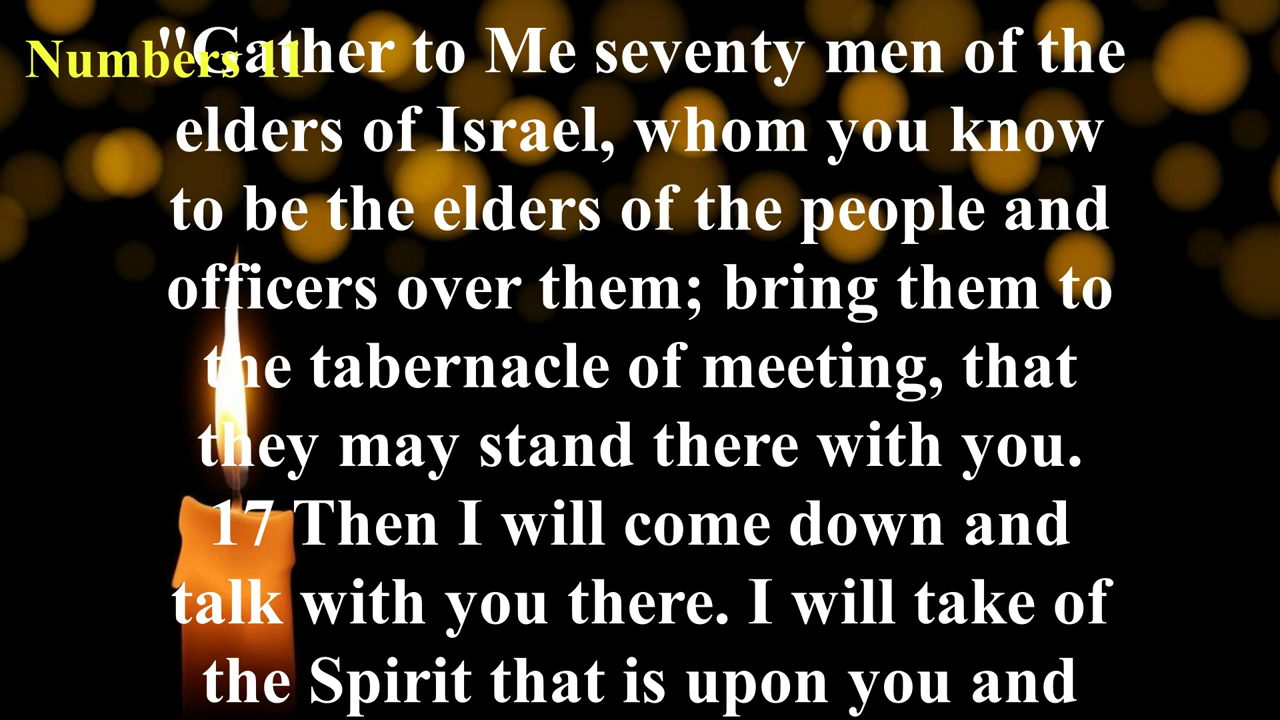 Numbers 11
"Gather to Me seventy men of the
elders of Israel, whom you know
to be the elders of the people and
officers over them; bring them to
the tabernacle of meeting, that
they may stand there with you.
17 Then I will come down and
talk with you there. I will take of
the Spirit that is upon you and